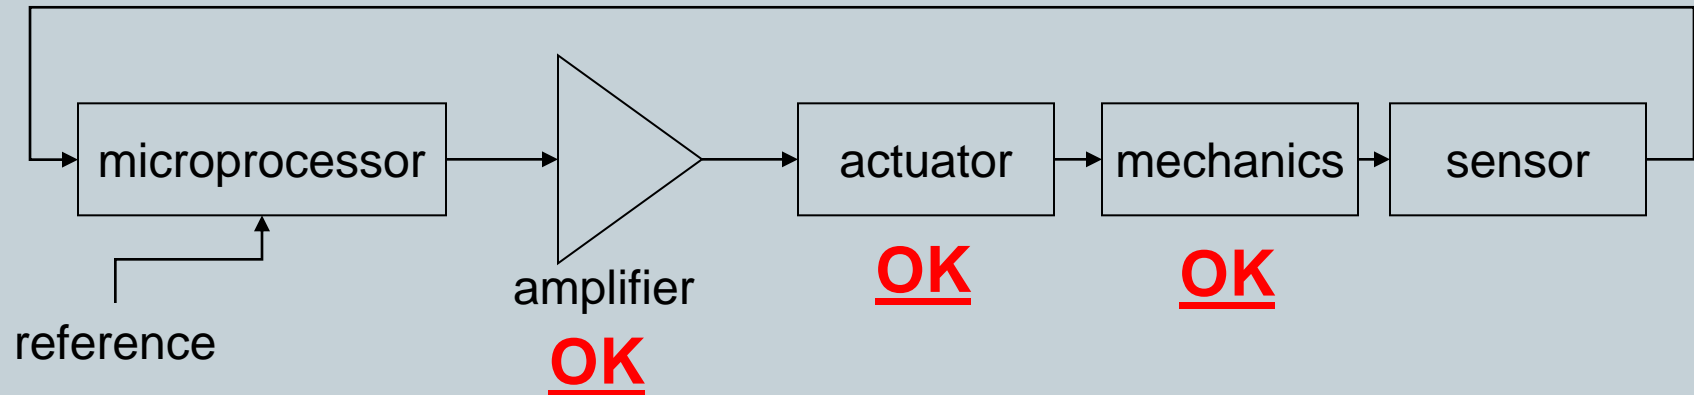 microprocessor
actuator
mechanics
sensor
amplifier
reference
OK
OK
OK